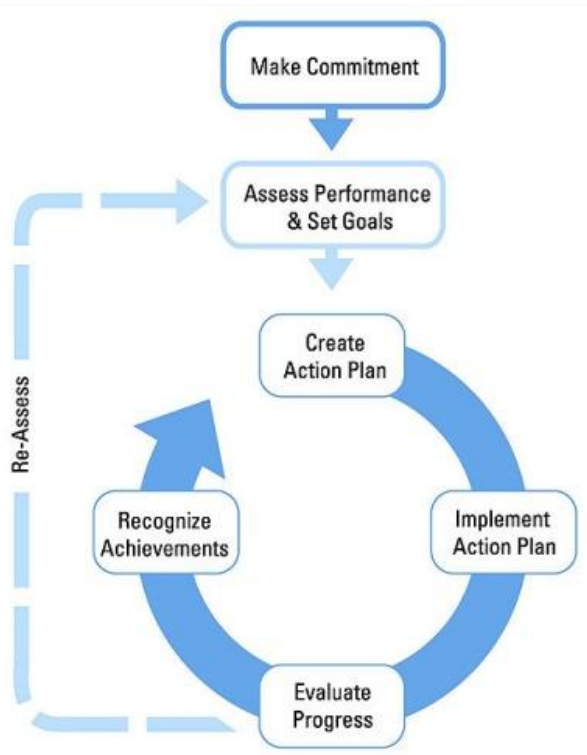 Make Commitment
Assess Performance
& Set Goals
Create
Action Plan
Re-Assess
Recognize
Achievements
Implement
Action Plan
Evaluate
Progress